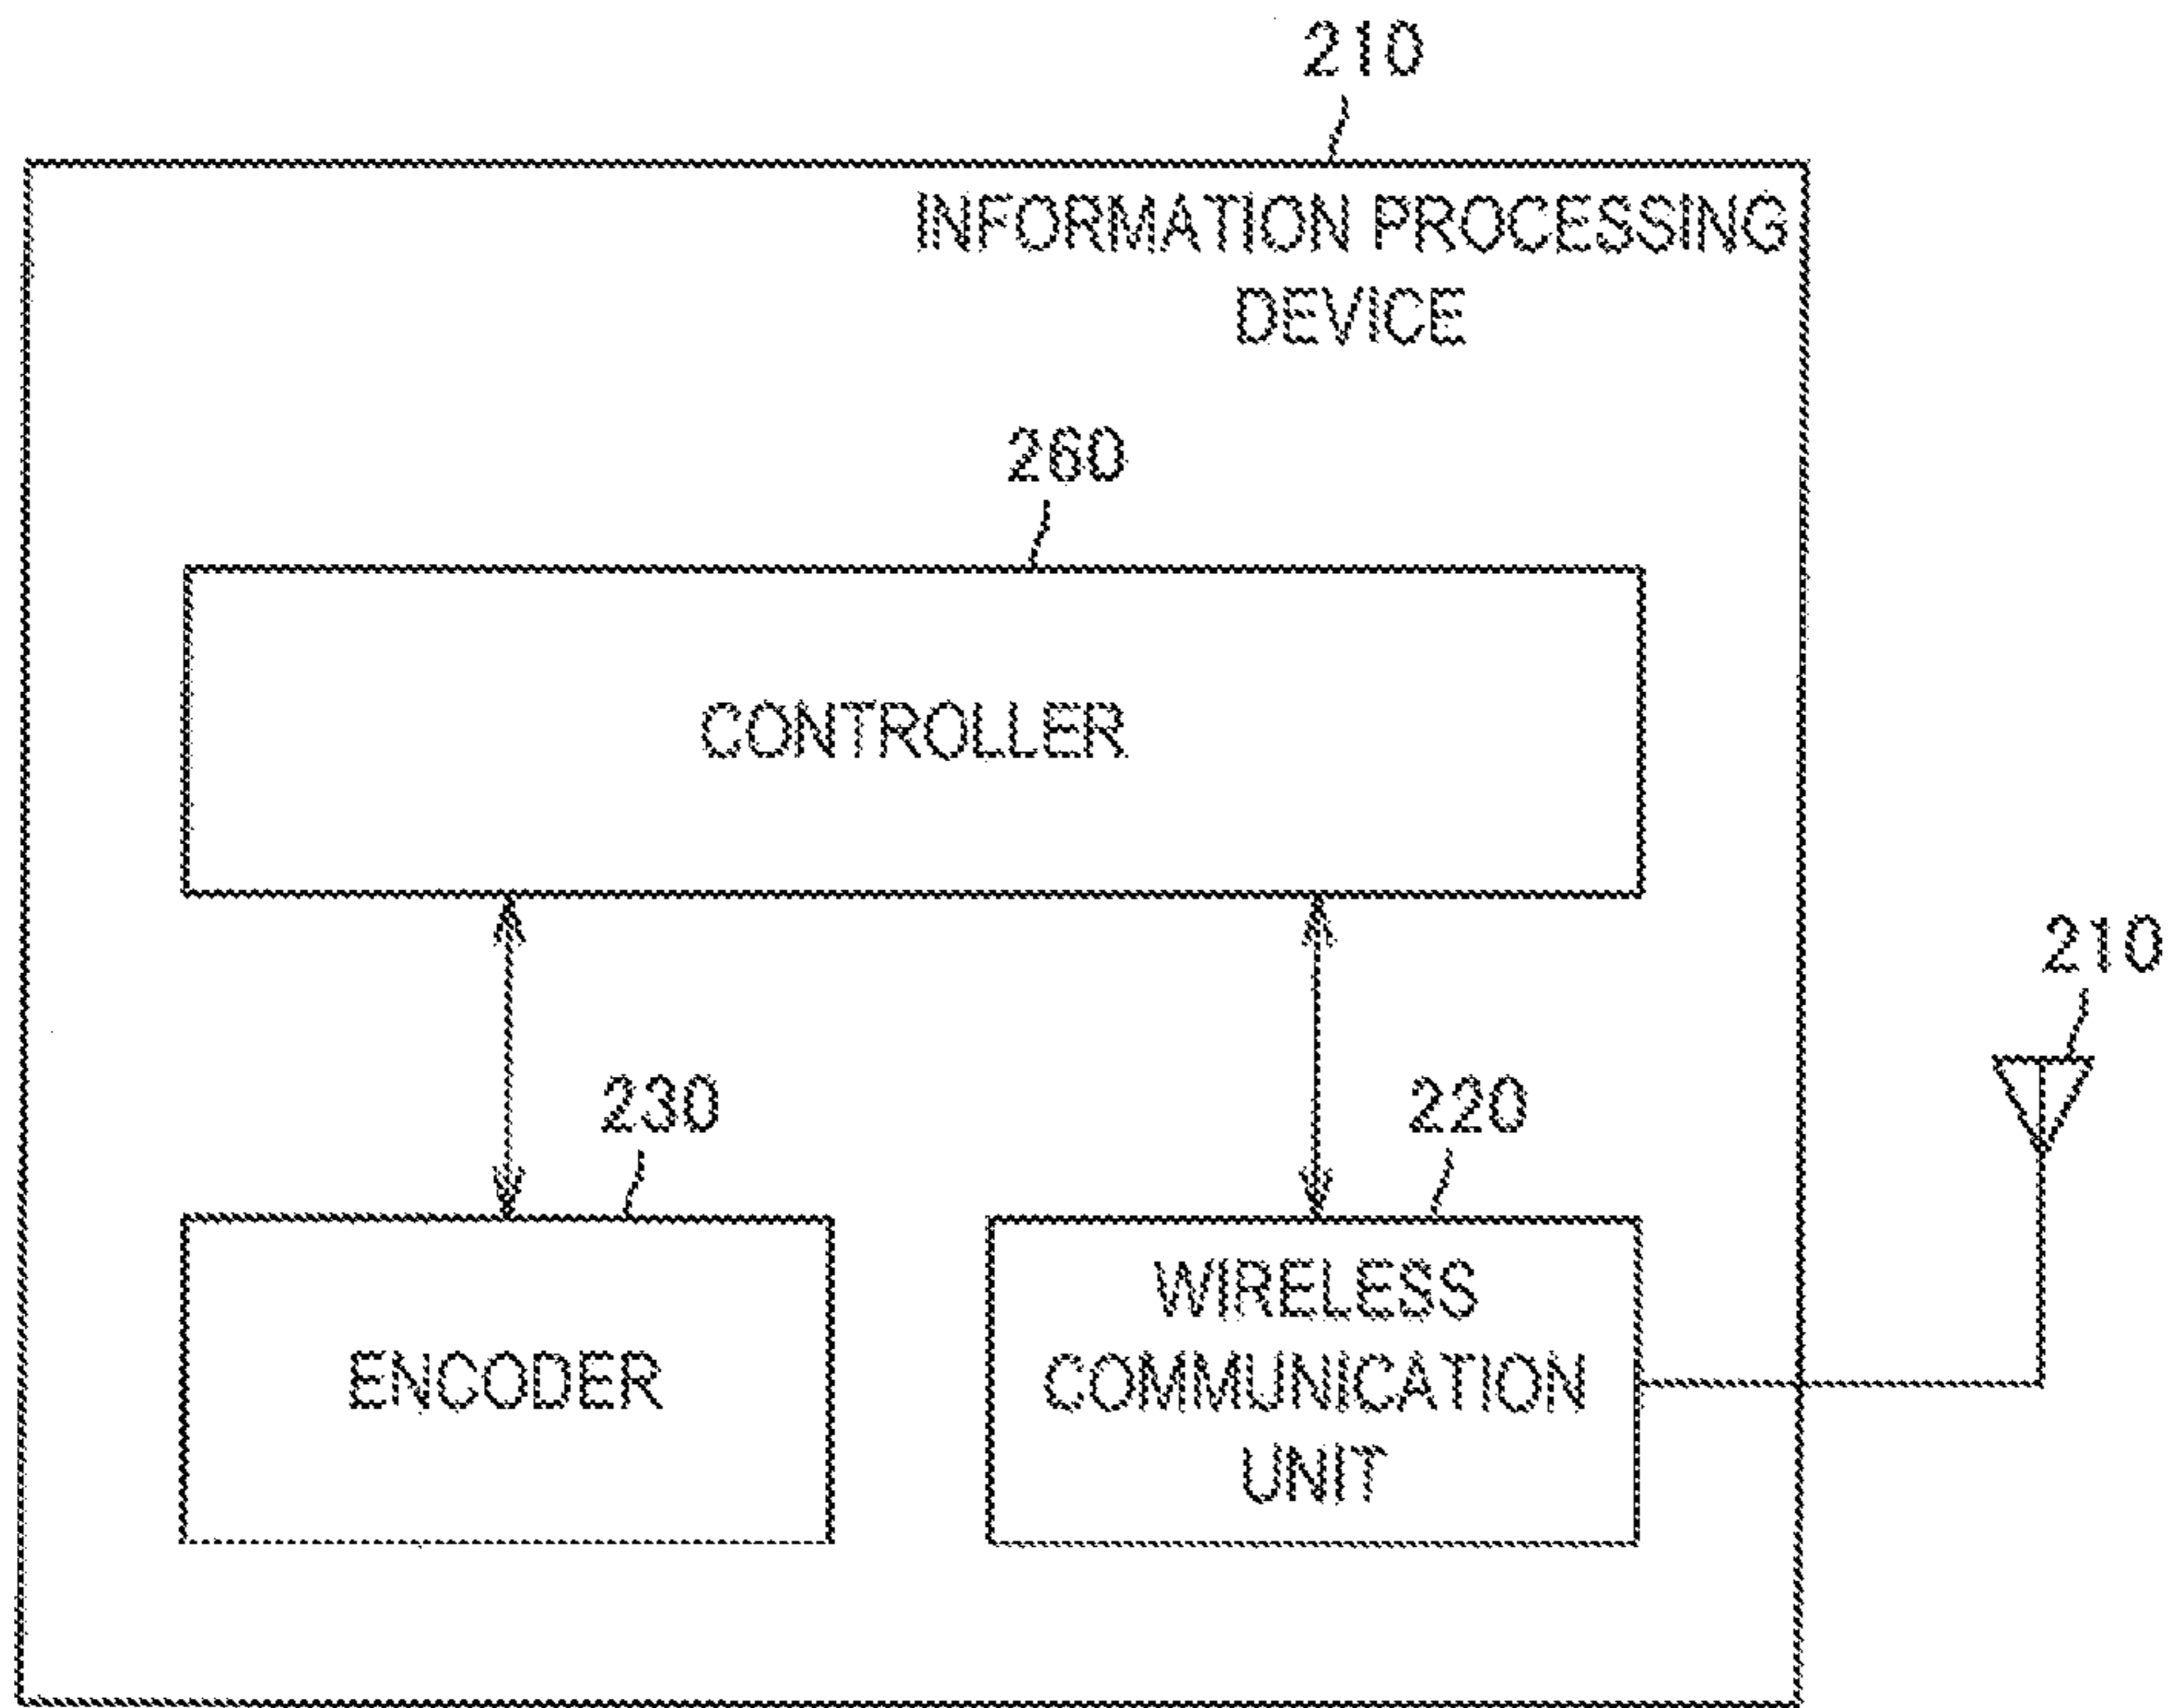 210
INFORMATION PROCESSING
DEVICE
260
CONTROLLER
210
230
220
ENCODER
WIRELESS
COMMUNICATION
UNIT